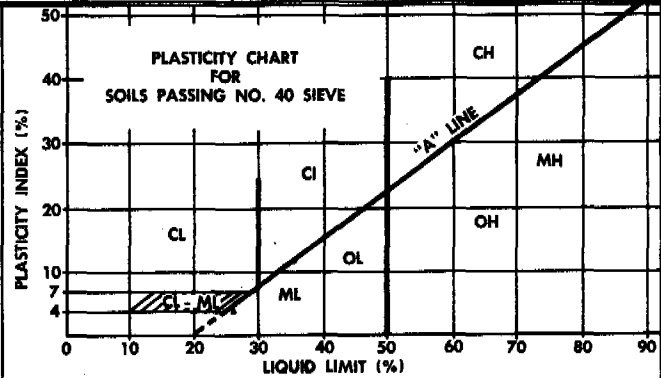 50
PLASTICITY CHART
FOR
SOILS PASSING NO. 40 SIEVE
CH
40
"A" LINE
30
CI
MH
PLASTICITY INDEX (%)
20
CL
OH
OL
10
7
CL - ML
ML
4
0 10 20 30 40 50 60 70 80 90
LIQUID LIMIT (%)